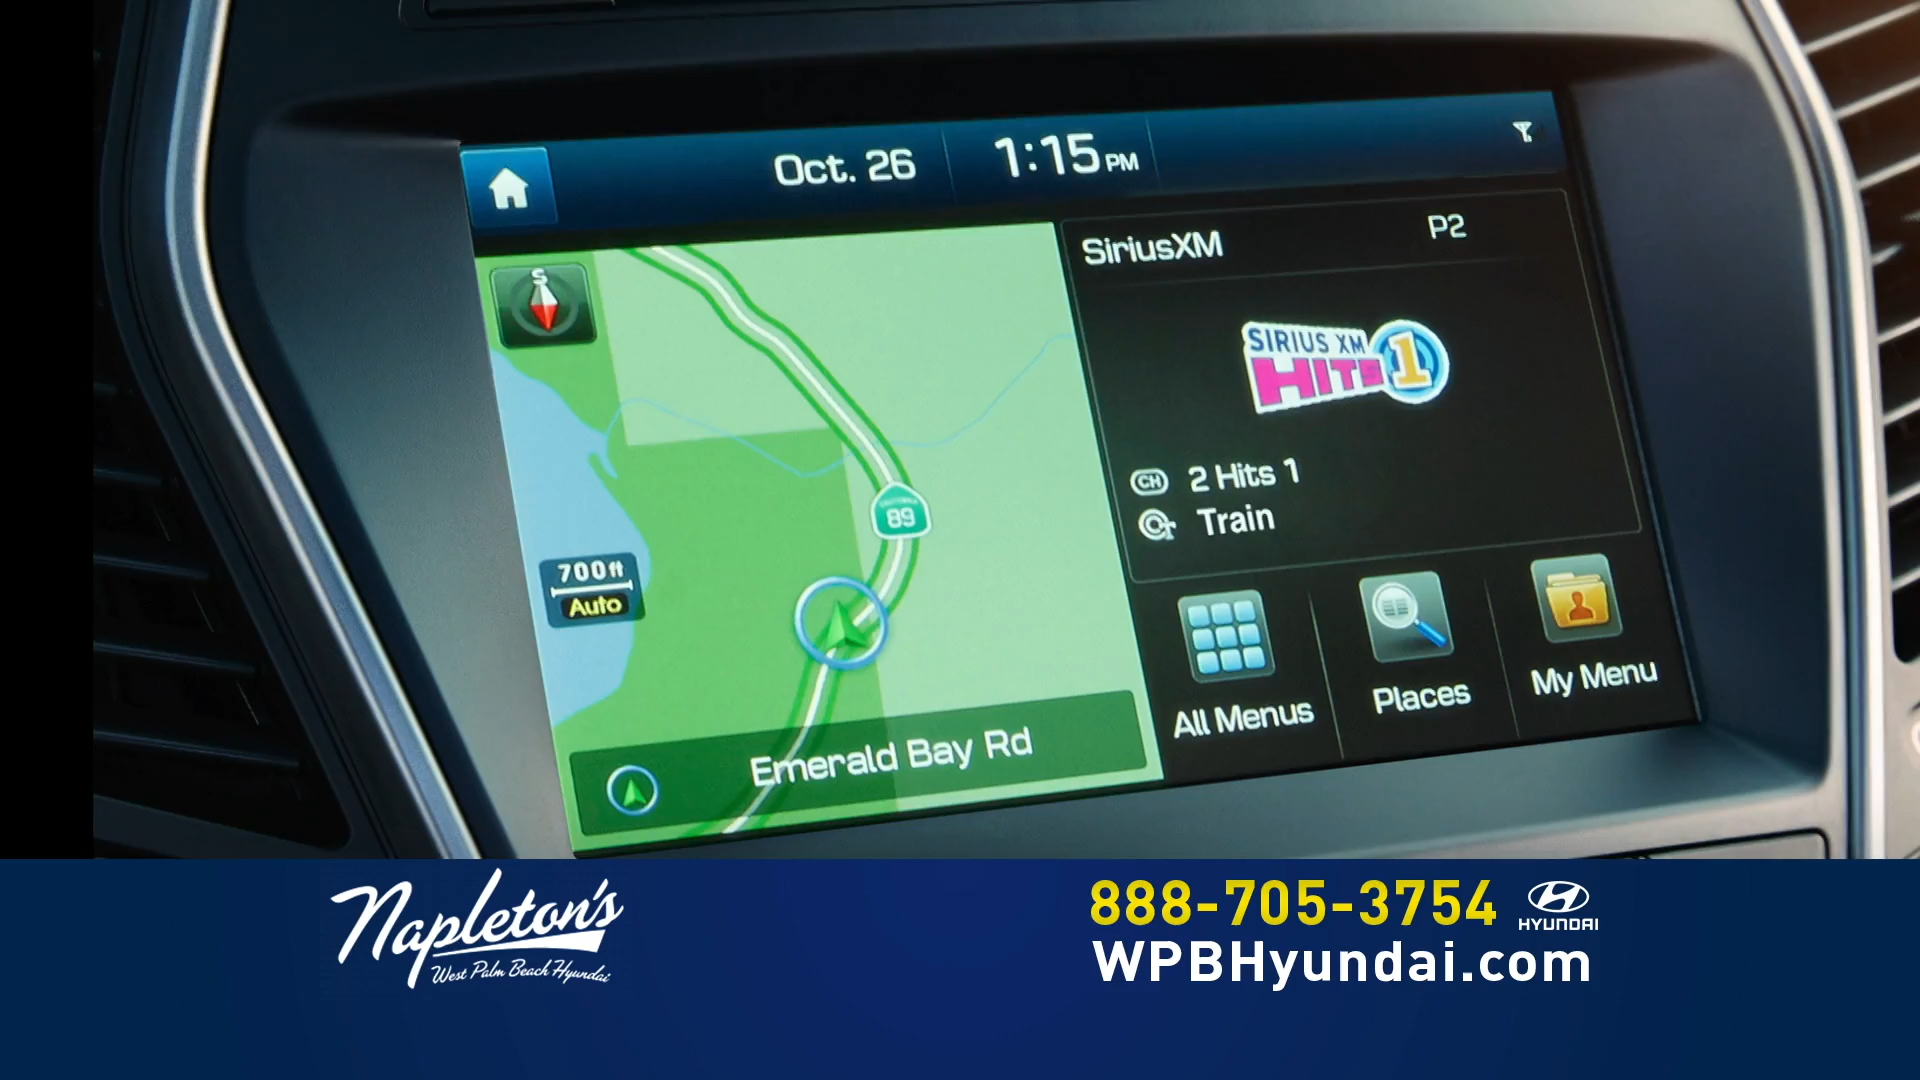 Oct. 26
1:15 PM
S
SiriusXM
P2
SIRIUS XM
HITS 1
CH 2 Hits 1
Train
89
700ft
Auto
All Menus
Places
My Menu
Emerald Bay Rd
Napleton's
West Palm Beach Hyundai
888-705-3754
HYUNDAI
WPBHyundai.com